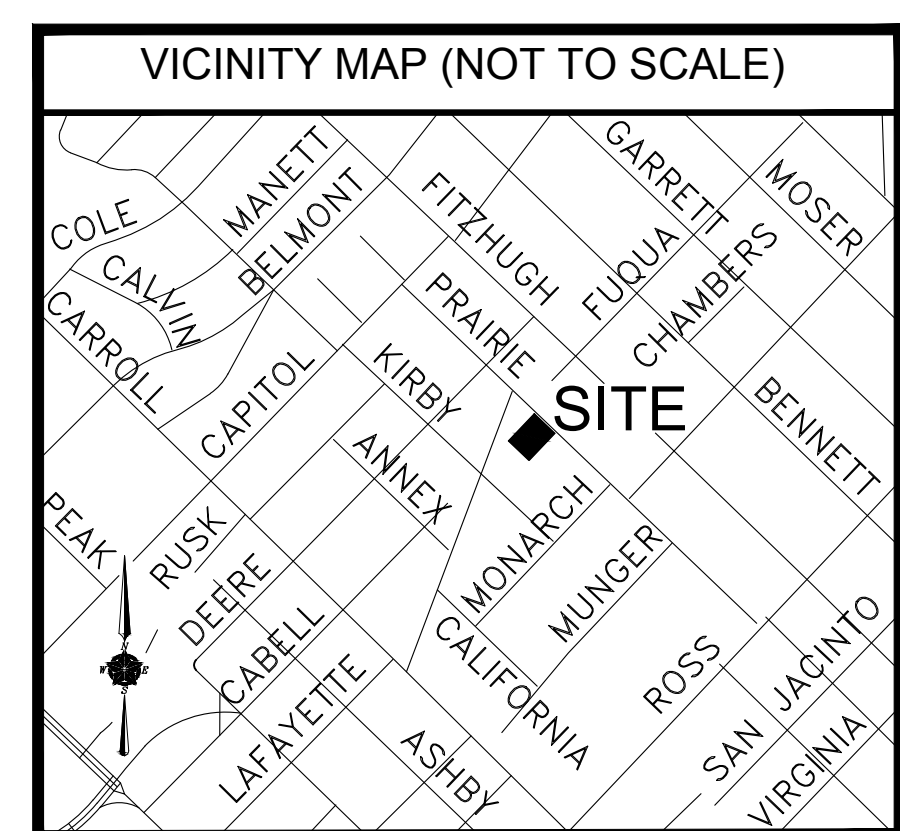 VICINITY MAP (NOT TO SCALE)
COLE
MANETT
BELMONT
CALVIN
CARROLL
FITZHUGH
GARRETT
MOSER
FUQUA
CHAMBERS
PRAIRIE
KIRBY
CAPITOL
SITE
ANNEX
BENNETT
PEAK
RUSK
DEERE
CABELL
LAFAYETTE
MONARCH
MUNGER
CALIFORNIA
ASHBY
ROSS
SAN JACINTO
VIRGINIA
N
W
E
S